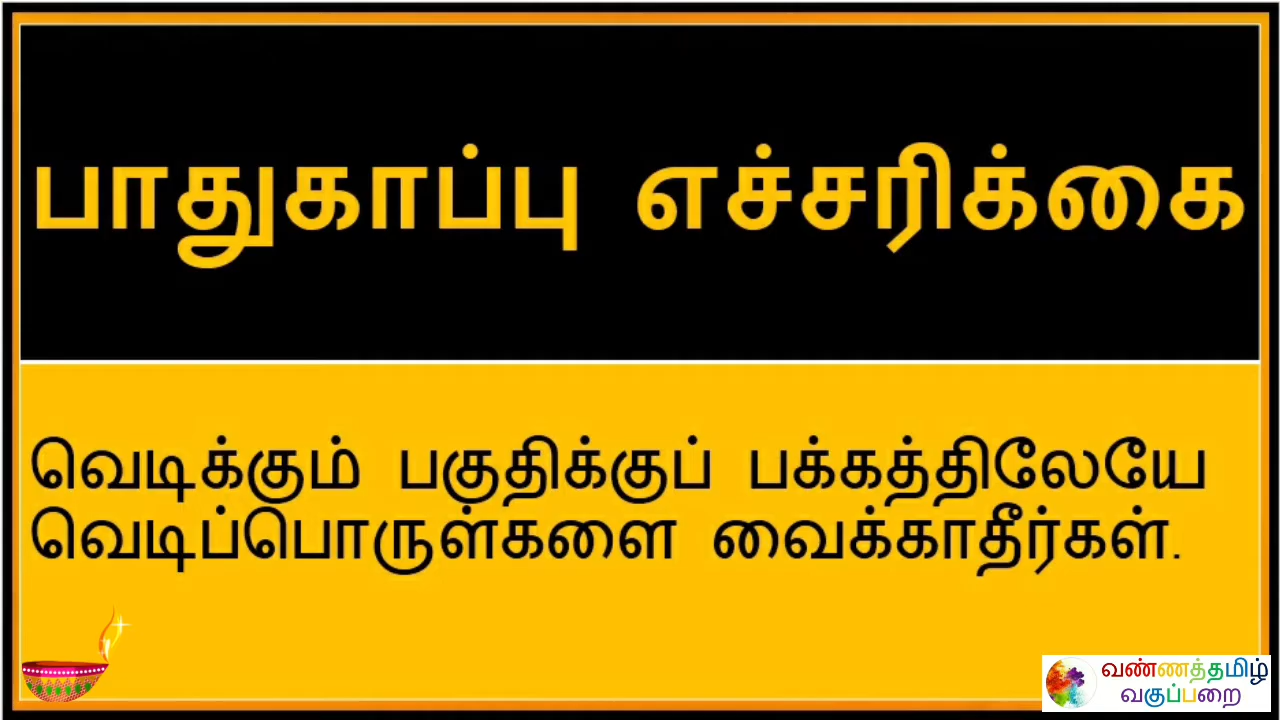 பாதுகாப்பு எச்சரிக்கை
வெடிக்கும் பகுதிக்குப் பக்கத்திலேயே
வெடிப்பொருள்களை வைக்காதீர்கள்.
வண்ணத்தமிழ்
வகுப்பறை